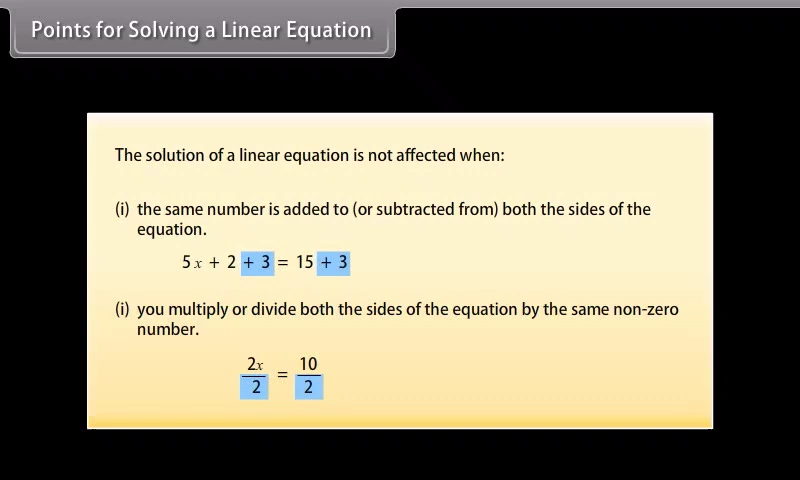 Points for Solving a Linear Equation
The solution of a linear equation is not affected when:
(i) the same number is added to (or subtracted from) both the sides of the
equation.
5x + 2 + 3 = 15 + 3
(i) you multiply or divide both the sides of the equation by the same non-zero
number.
2x/2 = 10/2